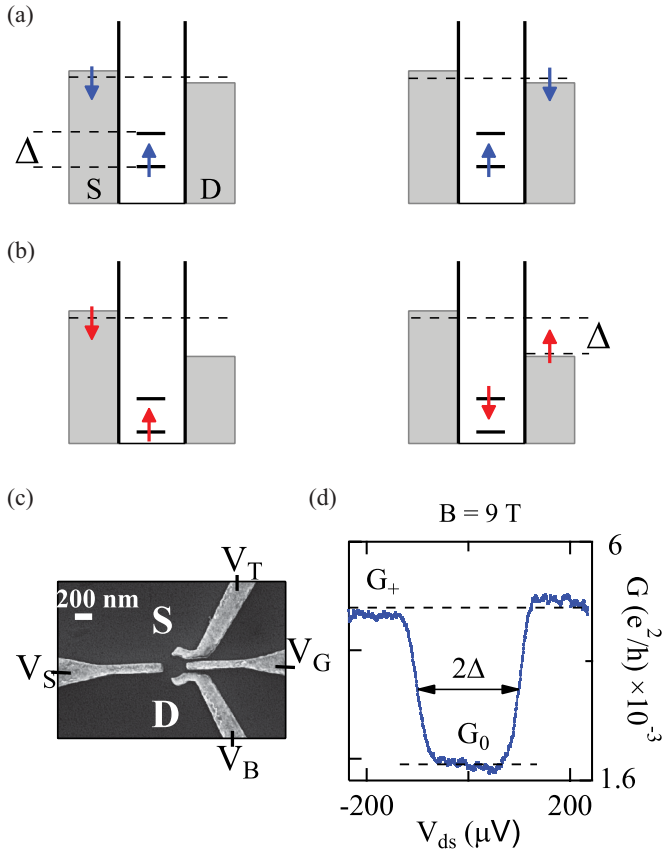 (a)
Δ
S
D
(b)
Δ
(c)
(d)
B = 9 T
V_T
200 nm
S
V_S
V_G
D
V_B
6
G_+
2Δ
G_0
G (e^2/h) ×10^-3
1.6
-200
200
V_ds (μV)